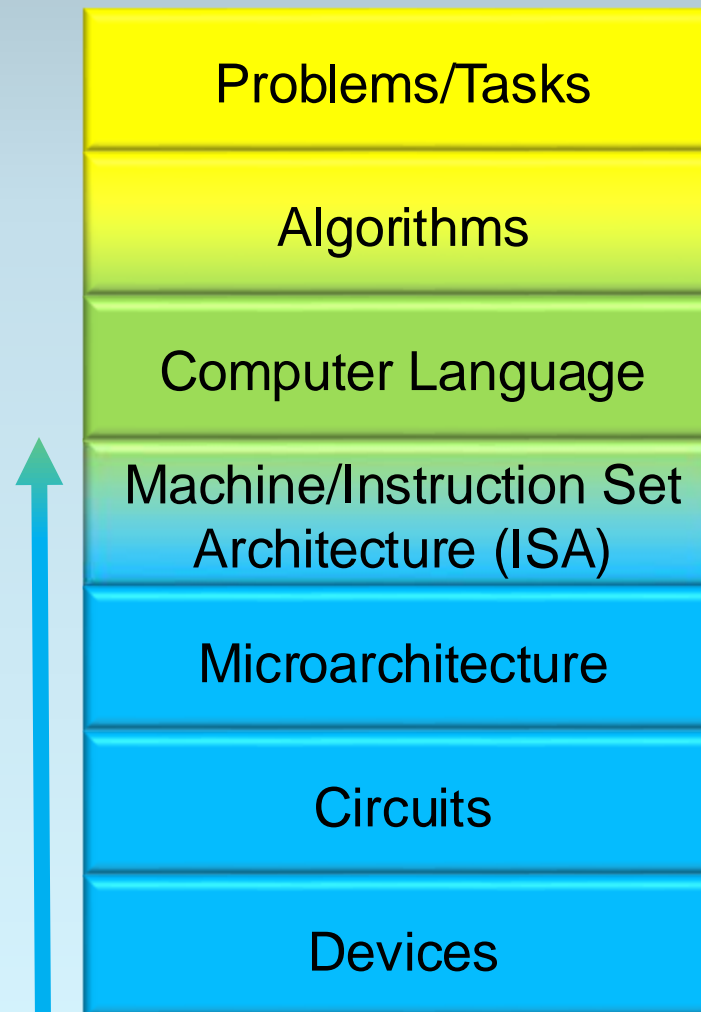 Problems/Tasks
Algorithms
Computer Language
Machine/Instruction Set
Architecture (ISA)
Microarchitecture
Circuits
Devices